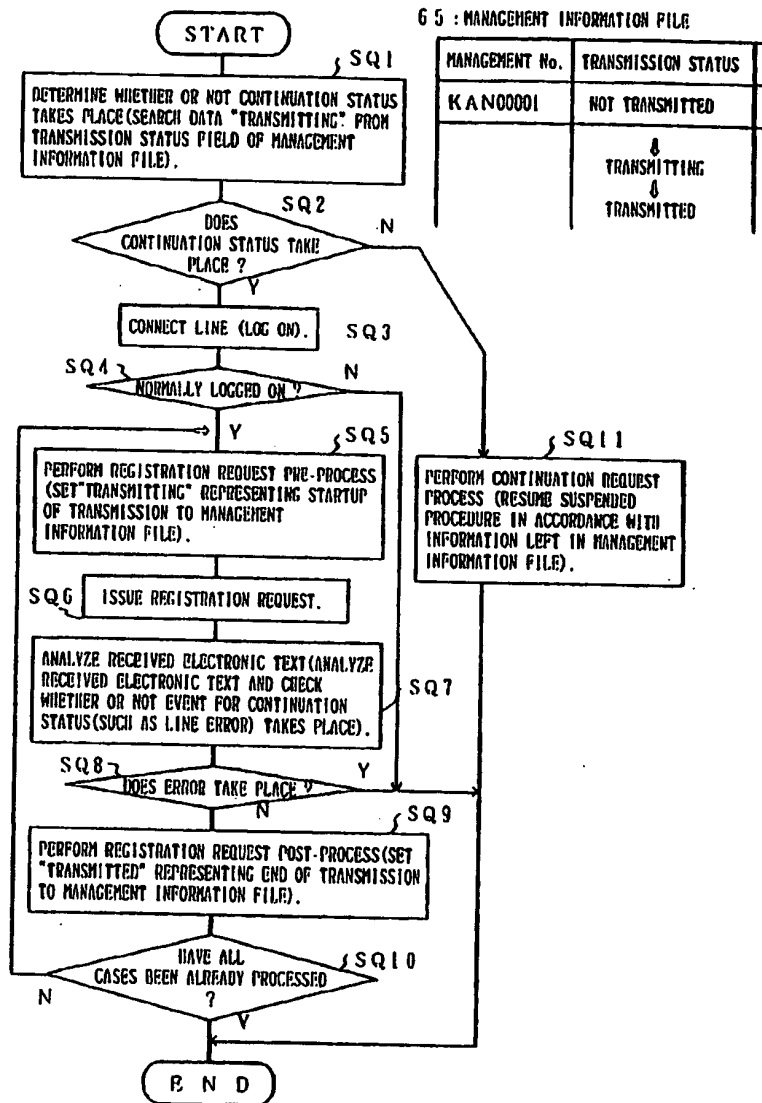 START
SQ1
DETERMINE WHETHER OR NOT CONTINUATION STATUS
TAKES PLACE (SEARCH DATA "TRANSMITTING" FROM
TRANSMISSION STATUS FIELD OF MANAGEMENT
INFORMATION FILE).
65 : MANAGEMENT INFORMATION FILE
MANAGEMENT No.
TRANSMISSION STATUS
KAN00001
NOT TRANSMITTED
TRANSMITTING
TRANSMITTED
SQ2
DOES
CONTINUATION STATUS TAKE
PLACE ?
N
Y
CONNECT LINE (LOG ON).
SQ3
SQ4
NORMALLY LOGGED ON ?
N
Y
SQ5
PERFORM REGISTRATION REQUEST PRE-PROCESS
(SET "TRANSMITTING" REPRESENTING STARTUP
OF TRANSMISSION TO MANAGEMENT
INFORMATION FILE).
SQ11
PERFORM CONTINUATION REQUEST
PROCESS (RESUME SUSPENDED
PROCEDURE IN ACCORDANCE WITH
INFORMATION LEFT IN MANAGEMENT
INFORMATION FILE).
SQ6
ISSUE REGISTRATION REQUEST.
ANALYZE RECEIVED ELECTRONIC TEXT (ANALYZE
RECEIVED ELECTRONIC TEXT AND CHECK
WHETHER OR NOT EVENT FOR CONTINUATION
STATUS (SUCH AS LINE ERROR) TAKES PLACE).
SQ7
SQ8
DOES ERROR TAKE PLACE ?
Y
N
SQ9
PERFORM REGISTRATION REQUEST POST-PROCESS (SET
"TRANSMITTED" REPRESENTING END OF TRANSMISSION
TO MANAGEMENT INFORMATION FILE).
HAVE ALL
CASES BEEN ALREADY PROCESSED
?
SQ10
N
Y
END